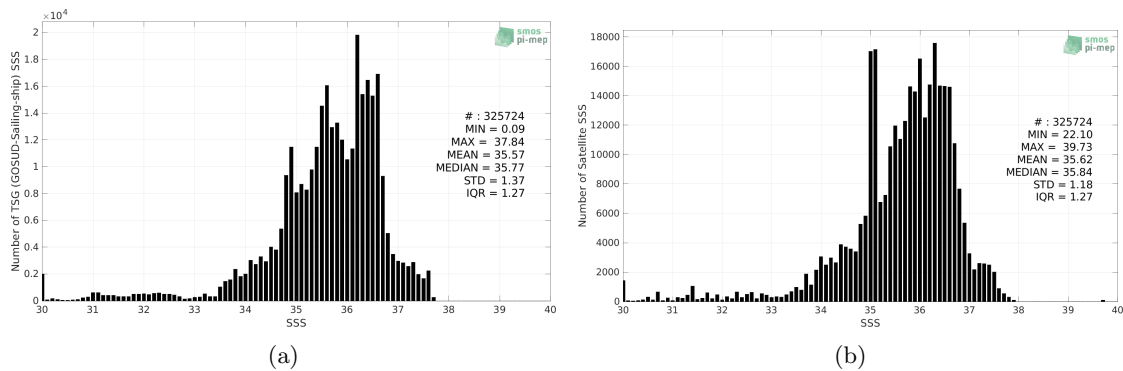 ×10⁴
2
1.8
1.6
1.4
1.2
1
0.8
0.6
0.4
0.2
0
30 31 32 33 34 35 36 37 38 39 40
SSS
Number of TSG (GOSUD-Sailing-ship) SSS
smos
pi-mep
# : 325724
MIN = 0.09
MAX = 37.84
MEAN = 35.57
MEDIAN = 35.77
STD = 1.37
IQR = 1.27
(a)
18000
16000
14000
12000
10000
8000
6000
4000
2000
0
30 31 32 33 34 35 36 37 38 39 40
SSS
Number of Satellite SSS
smos
pi-mep
# : 325724
MIN = 22.10
MAX = 39.73
MEAN = 35.62
MEDIAN = 35.84
STD = 1.18
IQR = 1.27
(b)